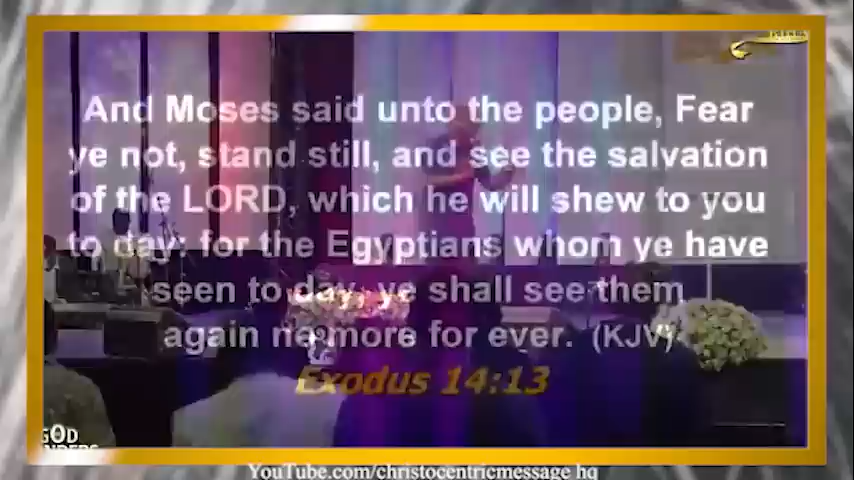 And Moses said unto the people, Fear
ye not, stand still, and see the salvation
of the LORD, which he will shew to you
to day: for the Egyptians whom ye have
seen to day, ye shall see them
again no more for ever. (KJV)
Exodus 14:13
GOD
YouTube.com/christocentricmessage hq